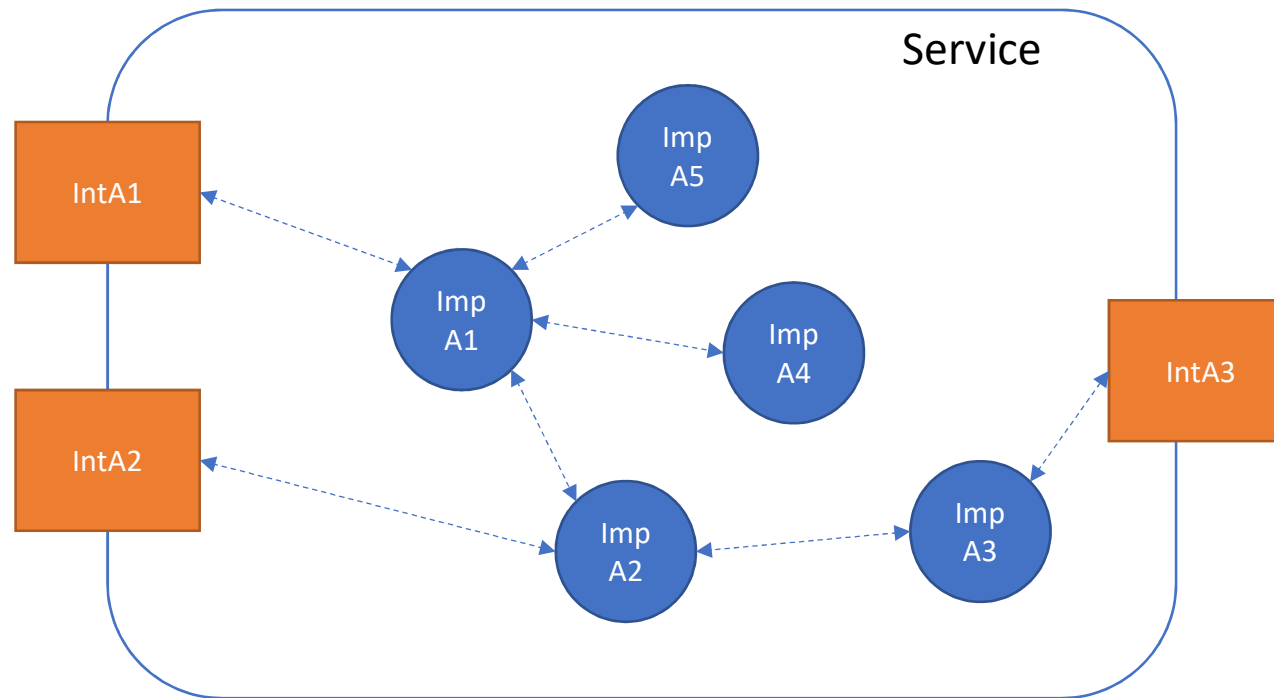 Service
IntA1
Imp
A5
Imp
A1
Imp
A4
IntA3
IntA2
Imp
A2
Imp
A3